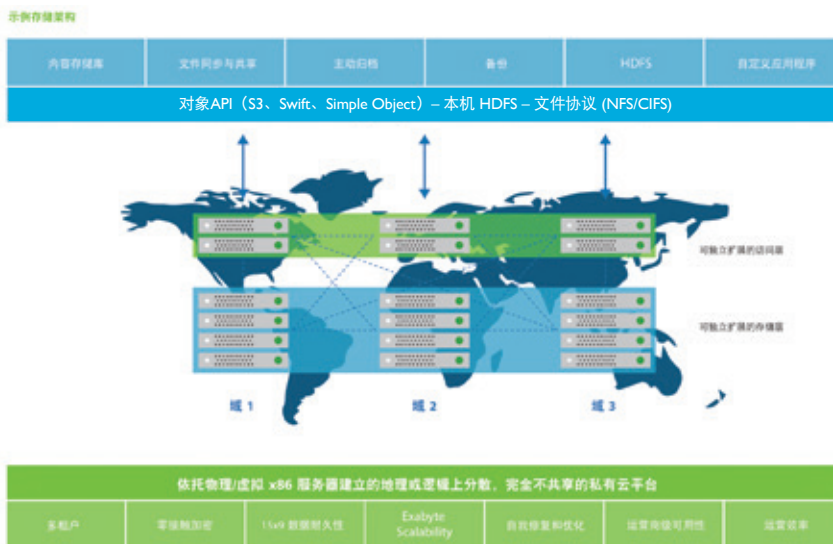 示例存储架构
内容存储库
文件同步与共享
主动归档
备份
HDFS
自定义应用程序
对象API（S3、Swift、Simple Object）– 本机 HDFS – 文件协议 (NFS/CIFS)
可独立扩展的访问层
可独立扩展的存储层
域 1
域 2
域 3
依托物理/虚拟 x86 服务器建立的地理或逻辑上分散、完全不共享的私有云平台
多租户
零接触加密
15x9 数据耐久性
Exabyte
Scalability
自我修复和优化
运营商级可用性
运营效率